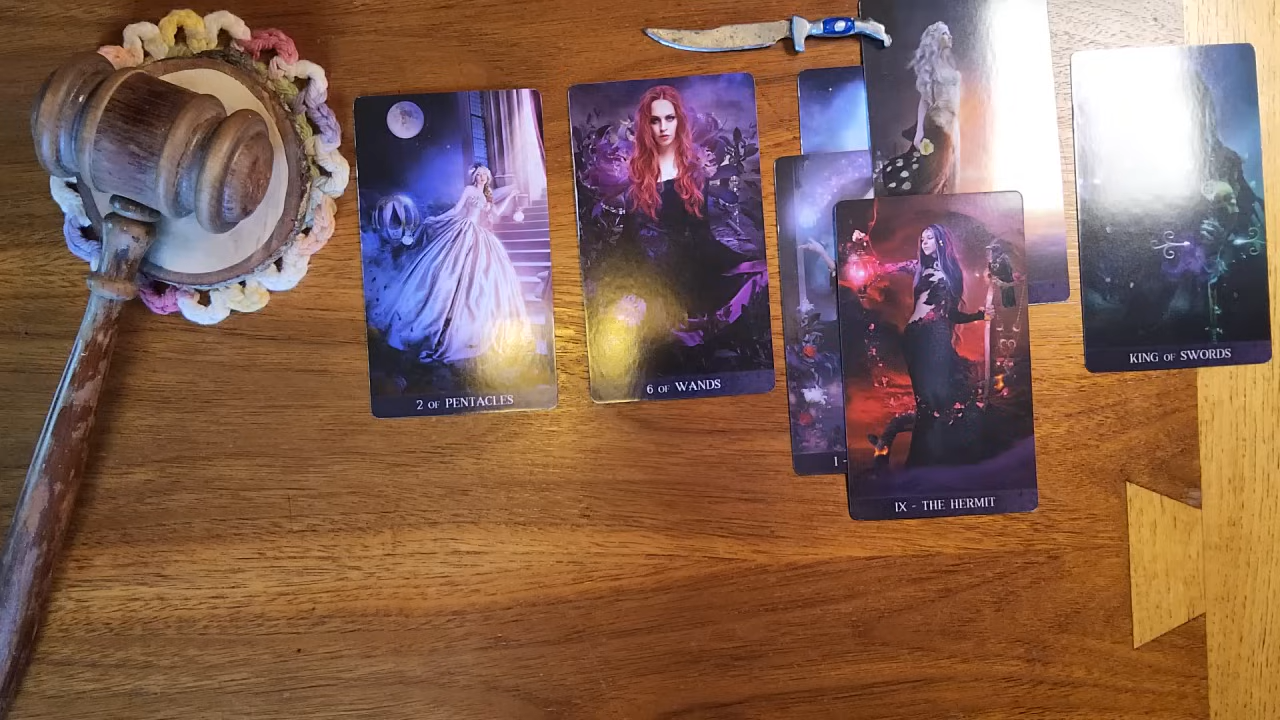 2 OF PENTACLES
6 OF WANDS
I -
IX - THE HERMIT
KING OF SWORDS